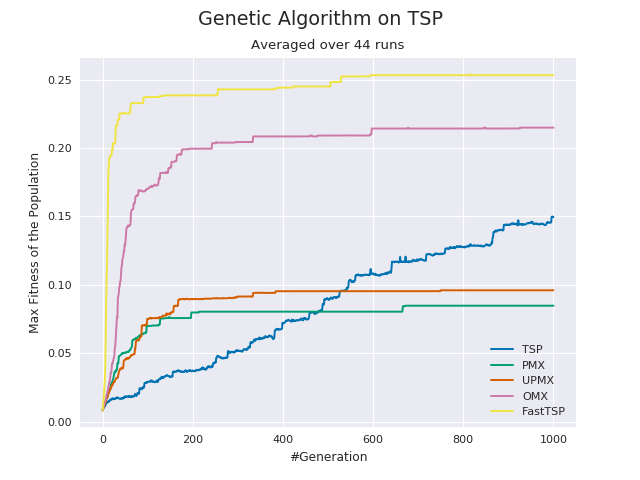 Genetic Algorithm on TSP
Averaged over 44 runs
Max Fitness of the Population
0.25
0.20
0.15
0.10
0.05
0.00
0
200
400
600
800
1000
#Generation
TSP
PMX
UPMX
OMX
FastTSP